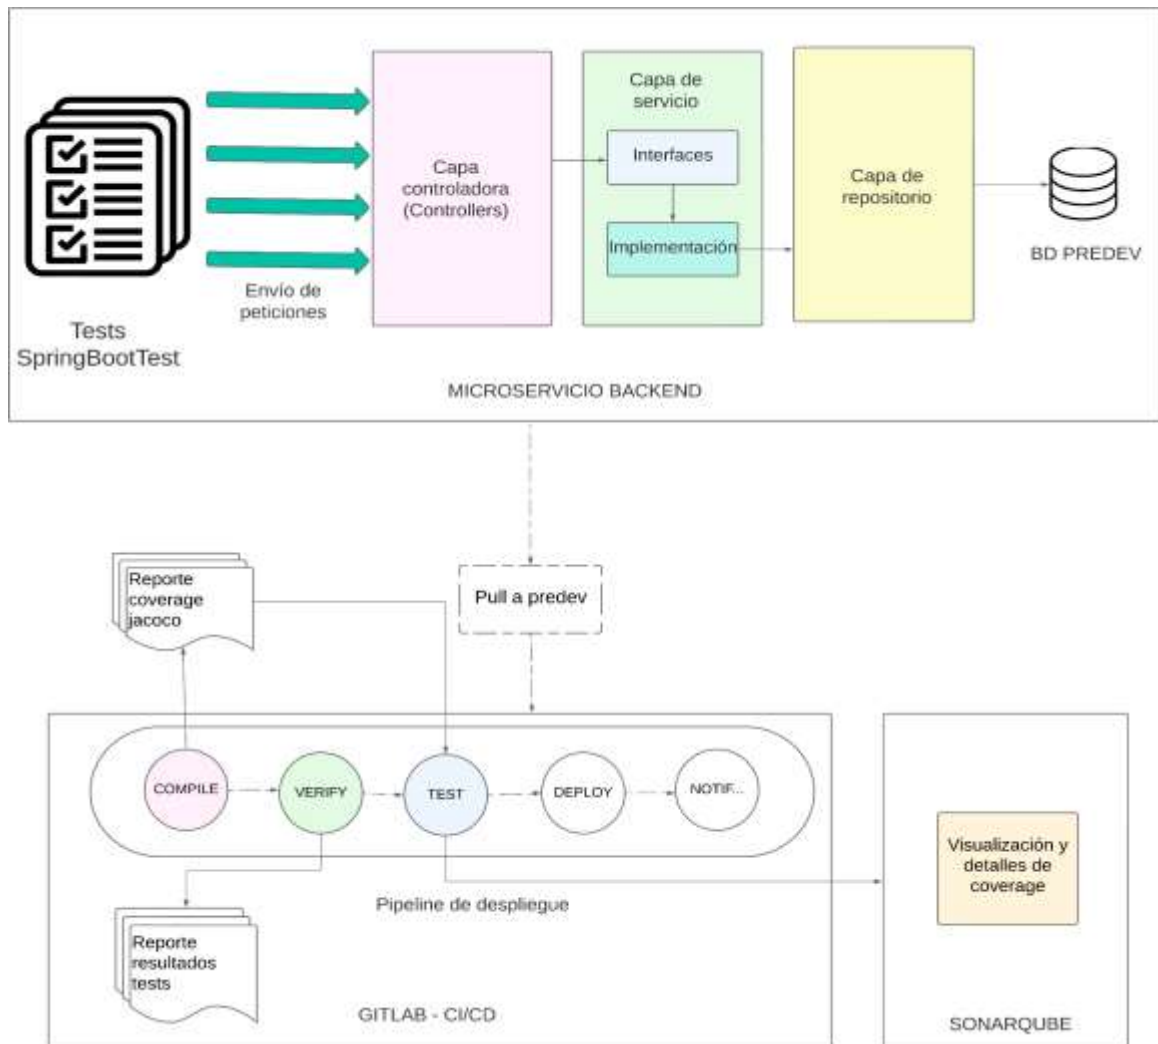 Capa de
servicio
Interfaces
Capa
controladora
(Controllers)
Capa de
repositorio
Implementación
BD PREDEV
Envío de
peticiones
Tests
SpringBootTest
MICROSERVICIO BACKEND
Reporte
coverage
jacoco
Pull a predev
COMPILE
VERIFY
TEST
DEPLOY
NOTIF...
Visualización y
detalles de
coverage
Pipeline de despliegue
Reporte
resultados
tests
GITLAB - CI/CD
SONARQUBE